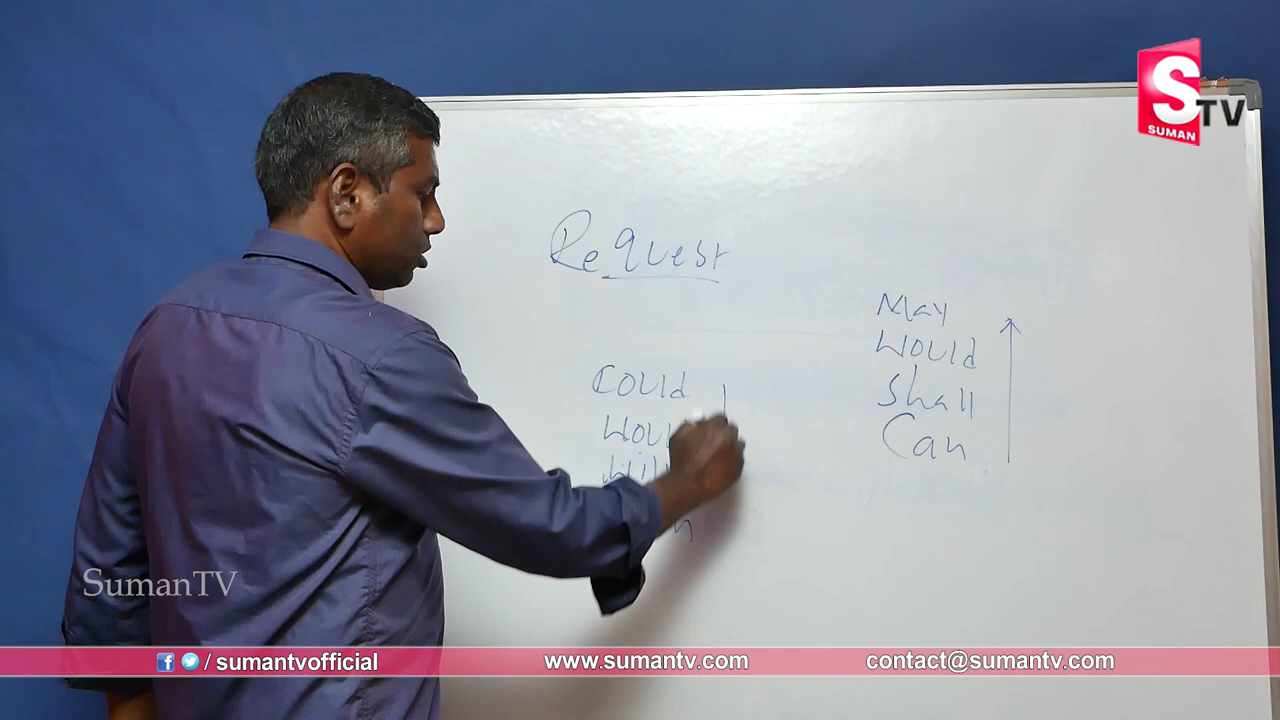 S TV
SUMAN
ReQuest
May
Would
Shall
Can
Could
SumanTV
/ sumantvofficial
www.sumantv.com
contact@sumantv.com